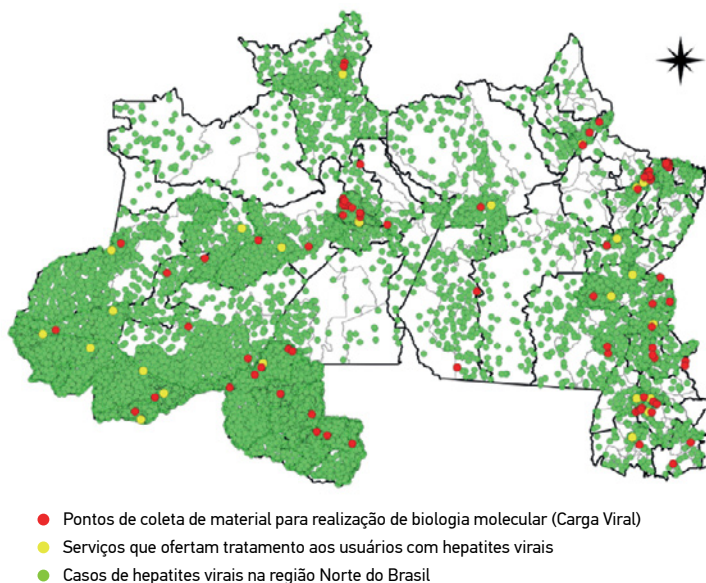 Pontos de coleta de material para realização de biologia molecular (Carga Viral)
Serviços que ofertam tratamento aos usuários com hepatites virais
Casos de hepatites virais na região Norte do Brasil